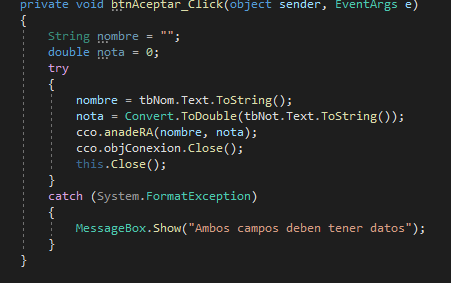 private void btnAceptar_Click(object sender, EventArgs e)
{
String nombre = "";
double nota = 0;
try
{
nombre = tbNom.Text.ToString();
nota = Convert.ToDouble(tbNot.Text.ToString());
cco.anadeRA(nombre, nota);
cco.objConexion.Close();
this.Close();
}
catch (System.FormatException)
{
MessageBox.Show("Ambos campos deben tener datos");
}
}